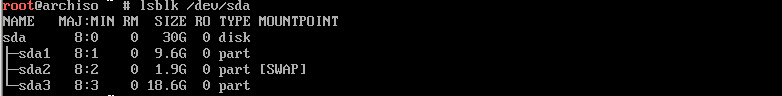 root@archiso ~ # lsblk /dev/sda
NAME   MAJ:MIN RM  SIZE RO TYPE MOUNTPOINT
sda      8:0    0   30G  0 disk
├─sda1   8:1    0  9.6G  0 part
├─sda2   8:2    0  1.9G  0 part [SWAP]
└─sda3   8:3    0 18.6G  0 part